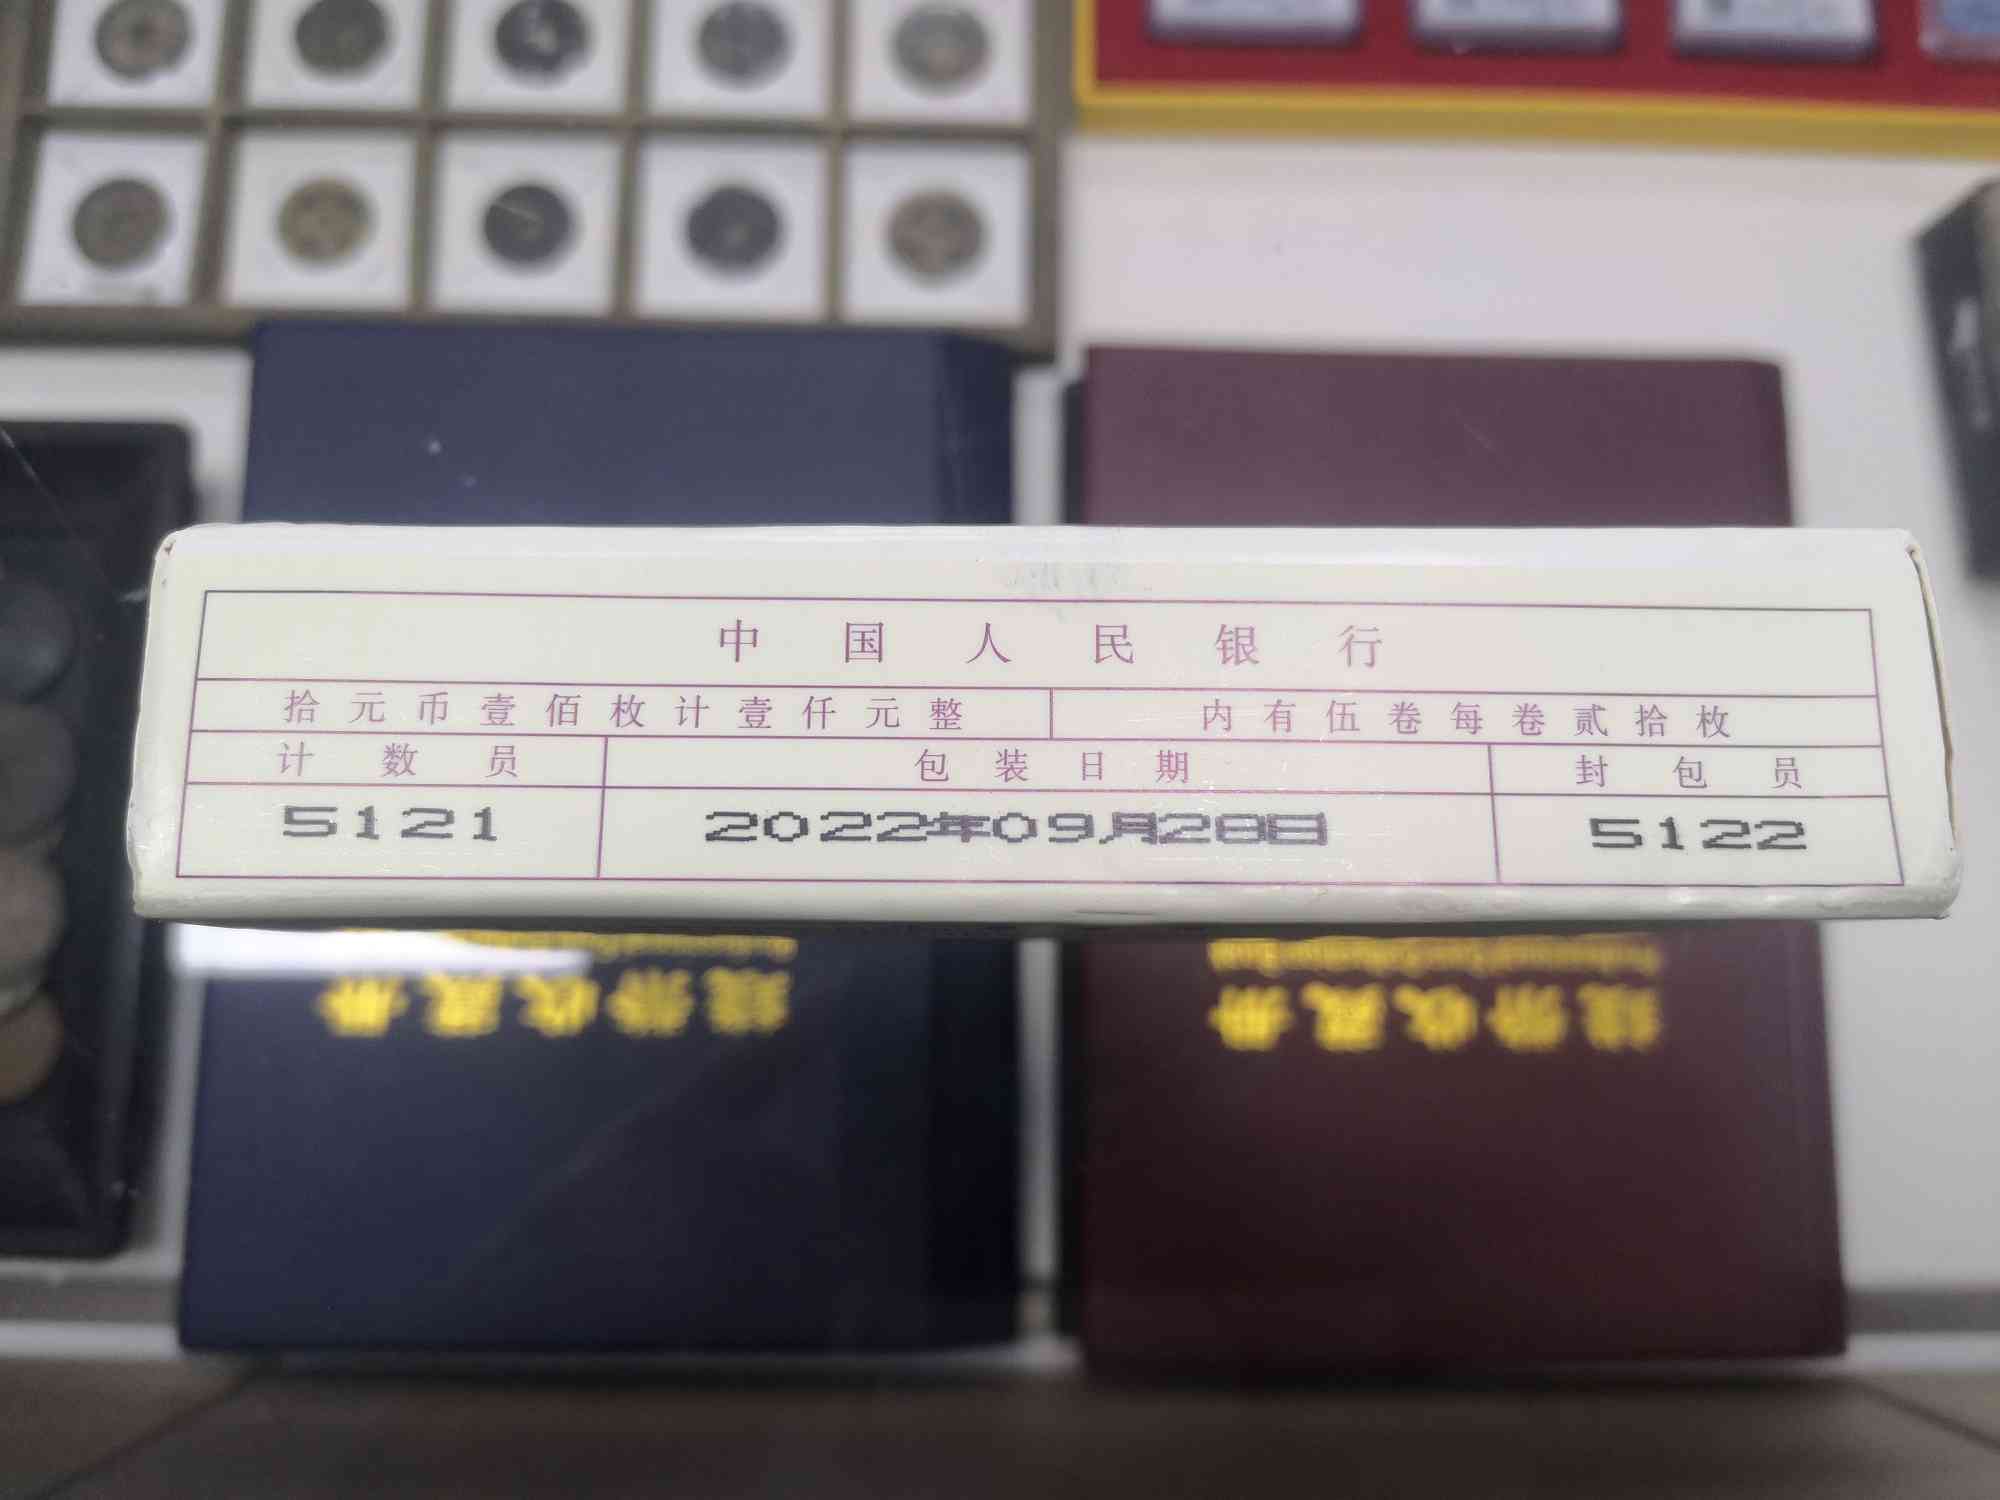 中国人民银行
拾元币壹佰枚计壹仟元整 内有伍卷每卷贰拾枚
计数员 包装日期 封包员
5121 2022年09月28日 5122